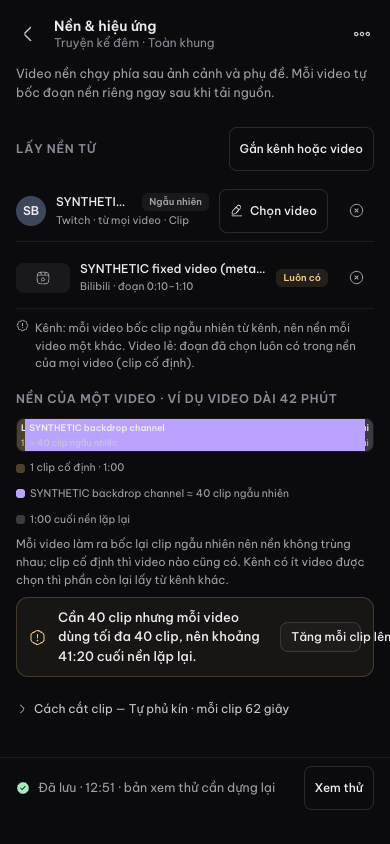 Nền & hiệu ứng
Truyện kể đêm · Toàn khung
Video nền chạy phía sau ảnh cảnh và phụ đề. Mỗi video tự
bốc đoạn nền riêng ngay sau khi tải nguồn.
LẤY NỀN TỪ
Gắn kênh hoặc video
SB
SYNTHETI...
Ngẫu nhiên
Twitch · từ mọi video · Clip
Chọn video
SYNTHETIC fixed video (meta...
Bilibili · đoạn 0:10–1:10
Luôn có
Kênh: mỗi video bốc clip ngẫu nhiên từ kênh, nên nền mỗi
video một khác. Video lẻ: đoạn đã chọn luôn có trong nền
của mọi video (clip cố định).
NỀN CỦA MỘT VIDEO · VÍ DỤ VIDEO DÀI 42 PHÚT
SYNTHETIC backdrop channel
≈ 40 clip ngẫu nhiên
1 clip cố định · 1:00
SYNTHETIC backdrop channel ≈ 40 clip ngẫu nhiên
1:00 cuối nền lặp lại
Mỗi video làm ra bốc lại clip ngẫu nhiên nên nền không trùng
nhau; clip cố định thì video nào cũng có. Kênh có ít video được
chọn thì phần còn lại lấy từ kênh khác.
Cần 40 clip nhưng mỗi video
dùng tối đa 40 clip, nên khoảng
41:20 cuối nền lặp lại.
Tăng mỗi clip lên
Cách cắt clip — Tự phủ kín · mỗi clip 62 giây
Đã lưu · 12:51 · bản xem thử cần dựng lại
Xem thử